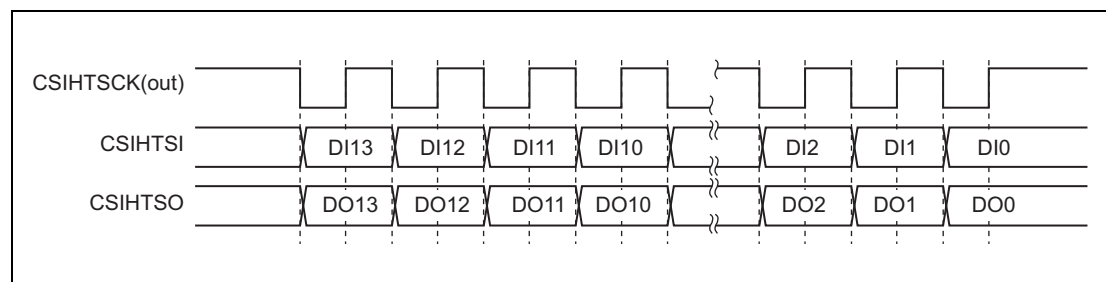 CSIHTSCK(out)
CSIHTSI DI13 DI12 DI11 DI10 DI2 DI1 DI0
CSIHTSO DO13 DO12 DO11 DO10 DO2 DO1 DO0